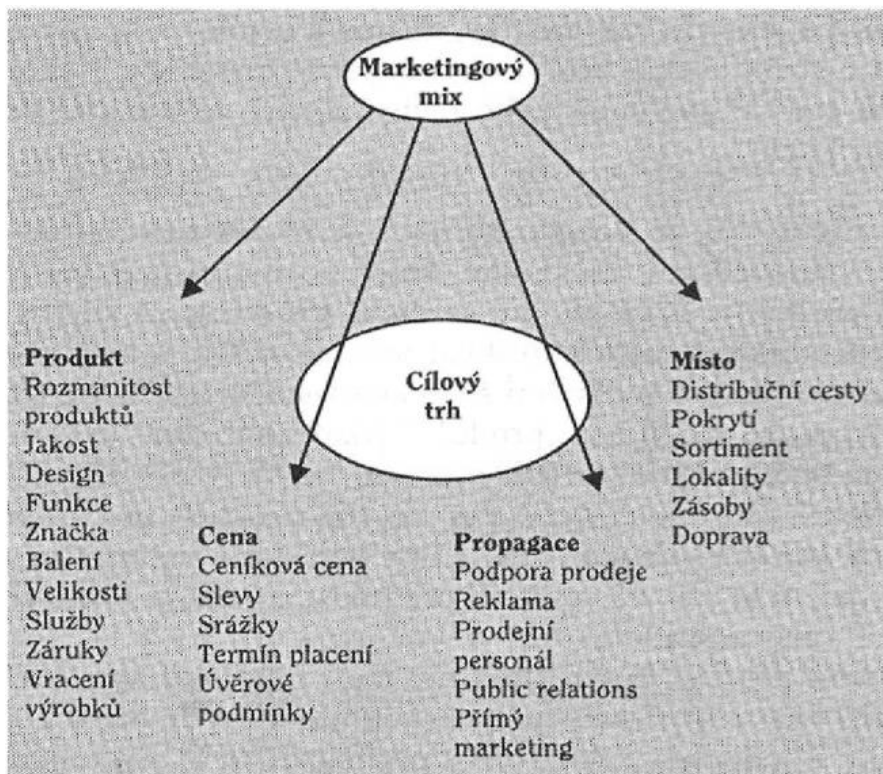 Marketingový
mix
Cílový
trh
Produkt
Rozmanitost
produktů
Jakost
Design
Funkce
Značka
Balení
Velikosti
Služby
Záruky
Vracení
výrobků
Cena
Ceníková cena
Slevy
Srážky
Termín placení
Úvěrové
podmínky
Propagace
Podpora prodeje
Reklama
Prodejní
personál
Public relations
Přímý
marketing
Místo
Distribuční cesty
Pokrytí
Sortiment
Lokality
Zásoby
Doprava